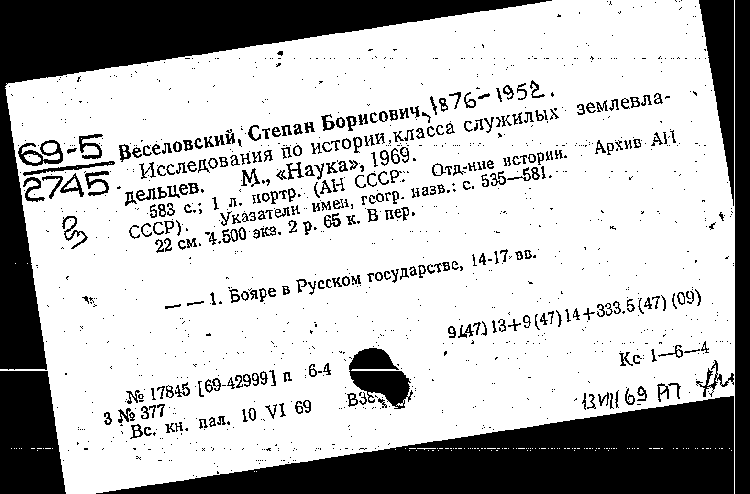 69-5
2745
Веселовский, Степан Борисович, 1876-1952.
Исследования по истории класса служилых землевла-
дельцев. М., «Наука», 1969.
583 с.; 1 л. портр. (АН СССР. Отд-ние истории. Архив АН
СССР). Указатели имен, геогр. назв.: с. 535—581.
22 см. 4.500 экз. 2 р. 65 к. В пер.
— — 1. Бояре в Русском государстве, 14-17 вв.
9(47)13+9(47)14+333.5(47)(09)
№ 17845 [69-42999] п 6-4
Кс 1—6—4
3 № 377
Вс. кн. пал. 10 VI 69
13 VII 69 РП